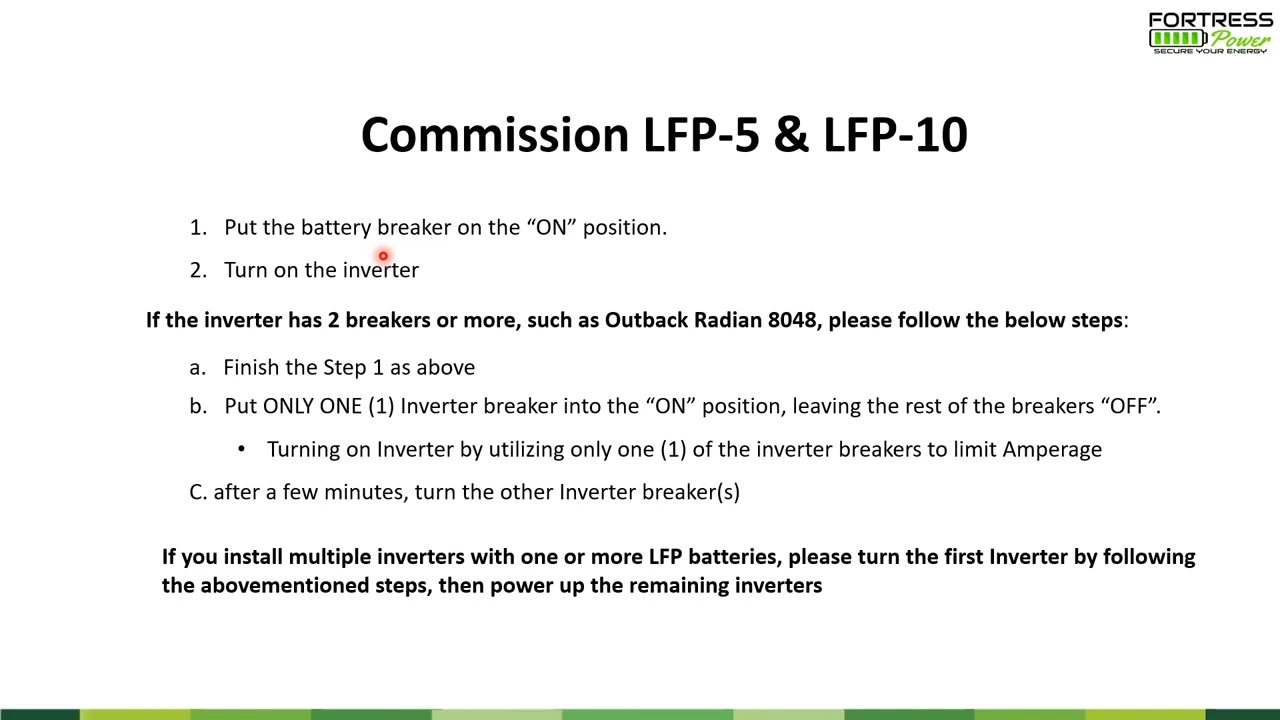 FORTRESS
Power
SECURE YOUR ENERGY
Commission LFP-5 & LFP-10
1. Put the battery breaker on the “ON” position.
2. Turn on the inverter
If the inverter has 2 breakers or more, such as Outback Radian 8048, please follow the below steps:
a. Finish the Step 1 as above
b. Put ONLY ONE (1) Inverter breaker into the “ON” position, leaving the rest of the breakers “OFF”.
• Turning on Inverter by utilizing only one (1) of the inverter breakers to limit Amperage
C. after a few minutes, turn the other Inverter breaker(s)
If you install multiple inverters with one or more LFP batteries, please turn the first Inverter by following
the abovementioned steps, then power up the remaining inverters